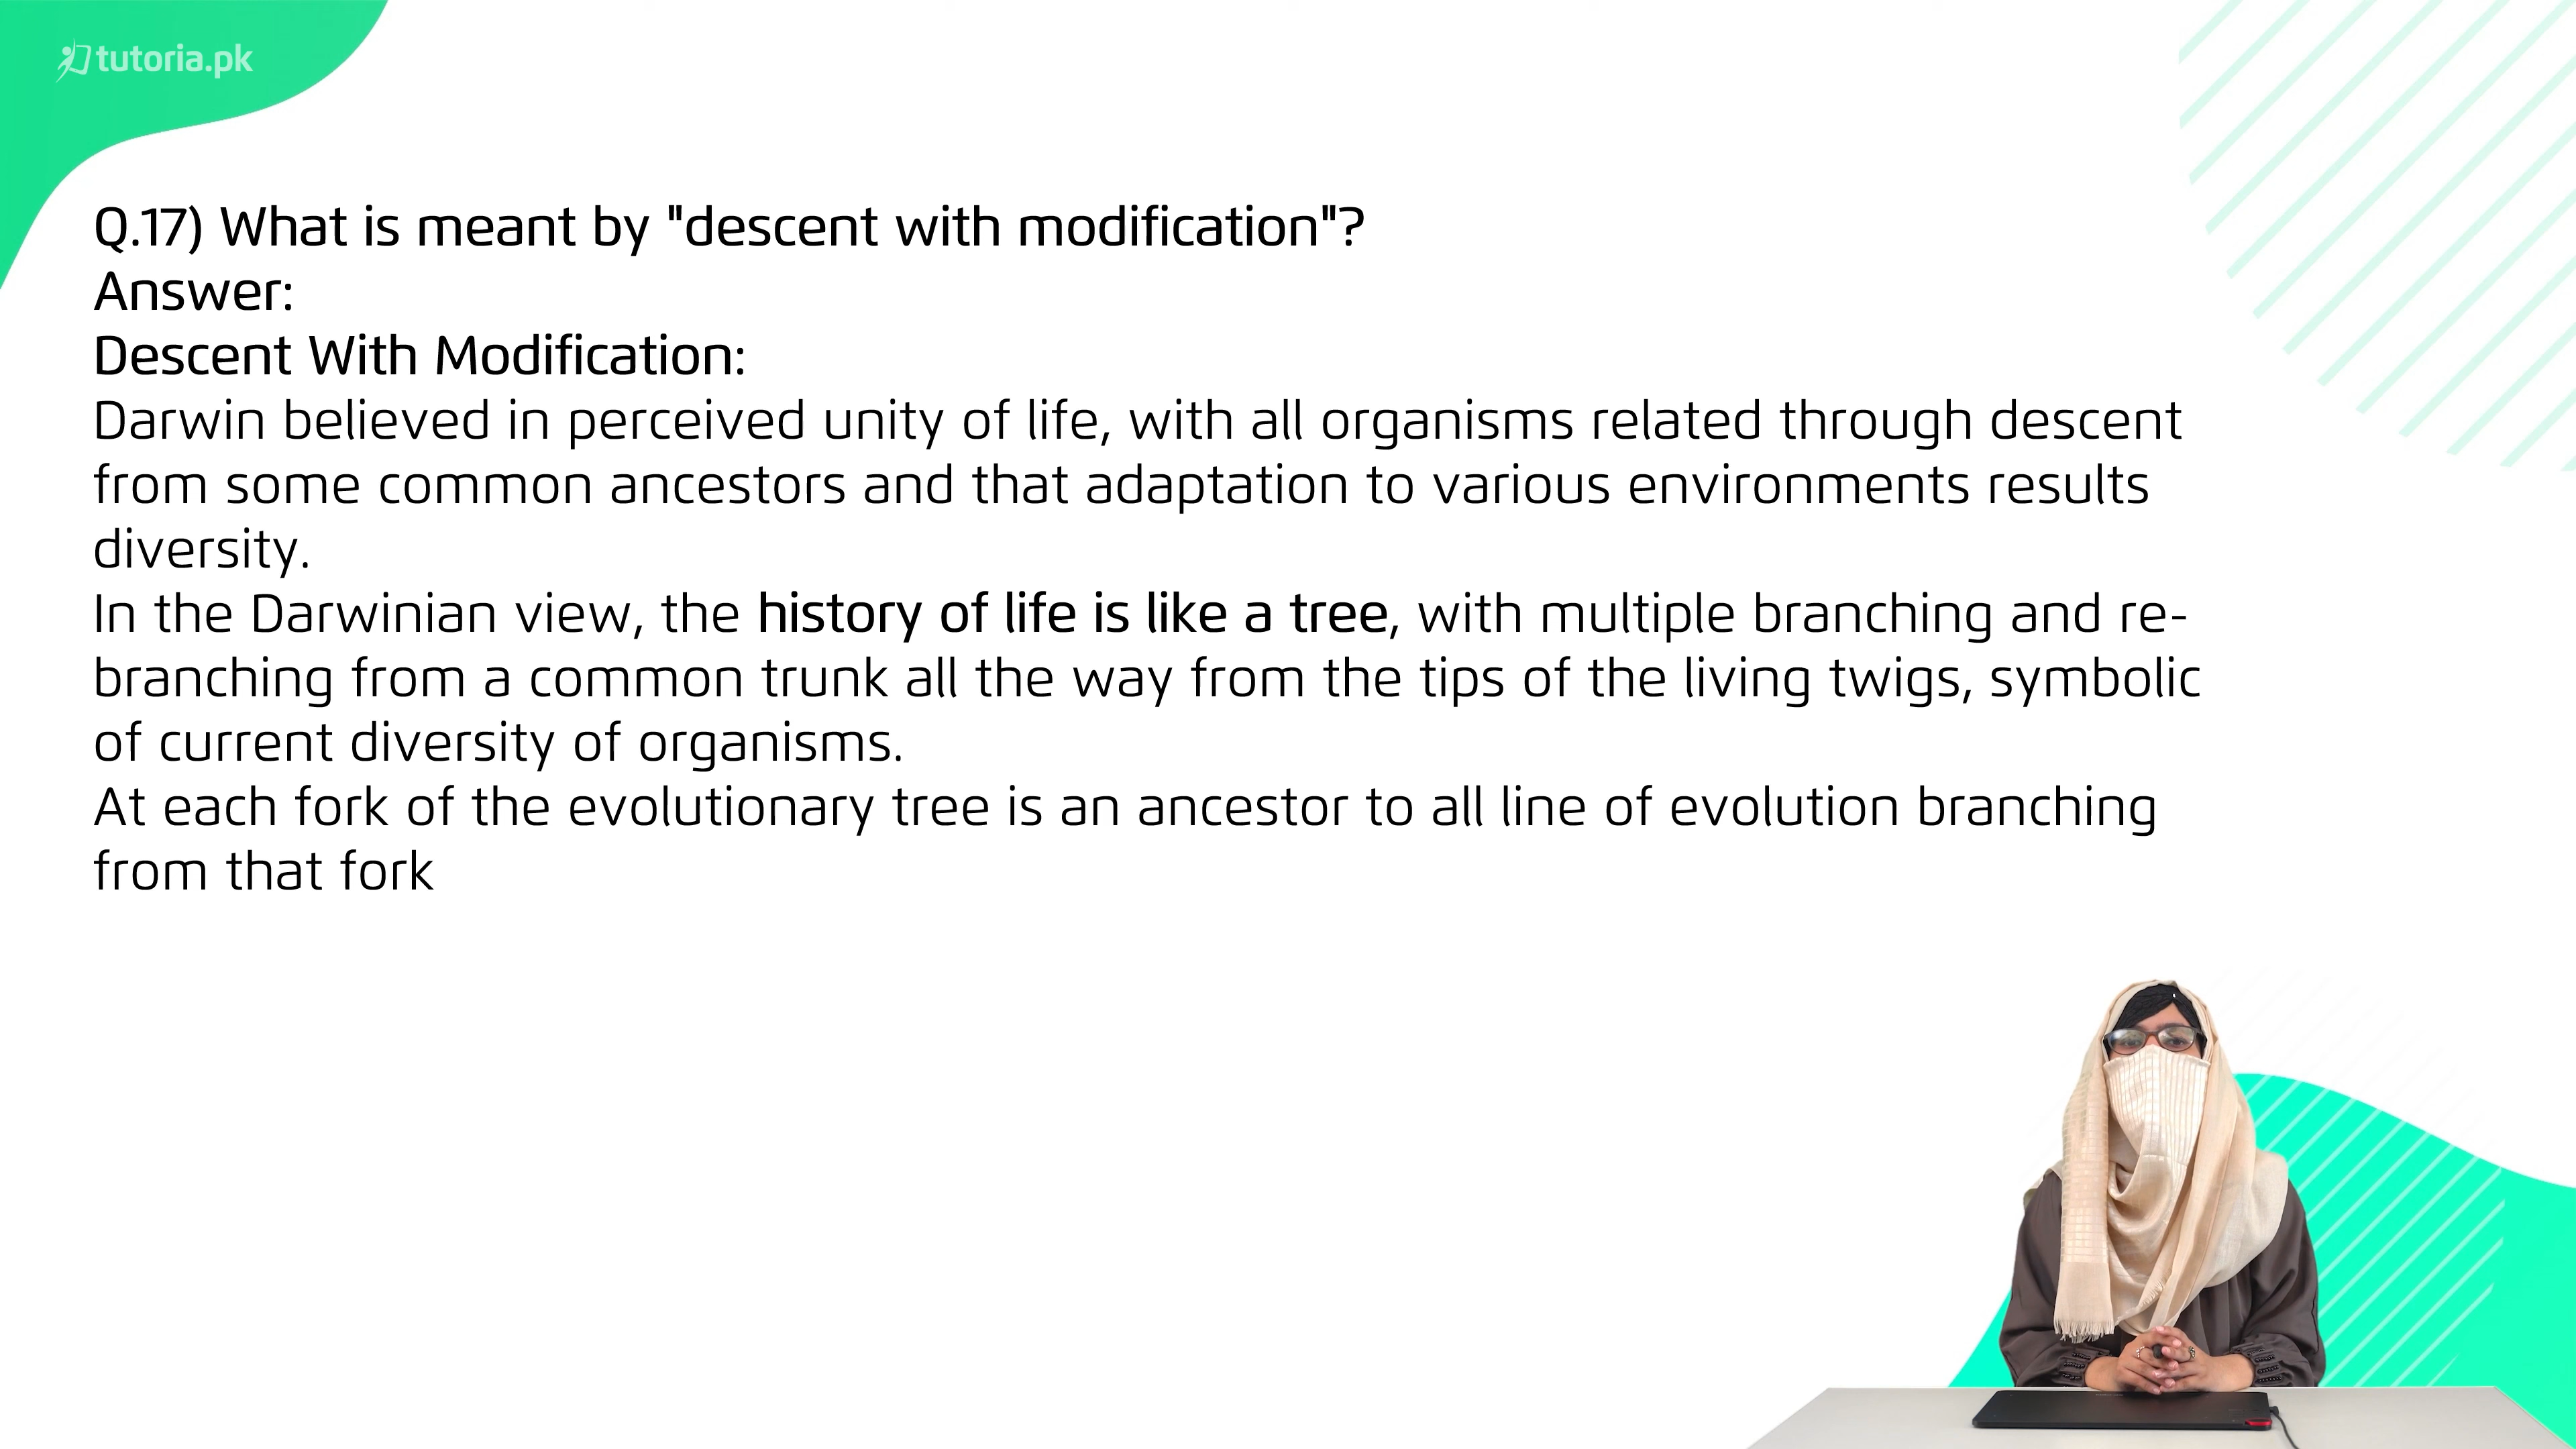 tutoria.pk
Q.17) What is meant by "descent with modification"?
Answer:
Descent With Modification:
Darwin believed in perceived unity of life, with all organisms related through descent
from some common ancestors and that adaptation to various environments results
diversity.
In the Darwinian view, the history of life is like a tree, with multiple branching and re-
branching from a common trunk all the way from the tips of the living twigs, symbolic
of current diversity of organisms.
At each fork of the evolutionary tree is an ancestor to all line of evolution branching
from that fork